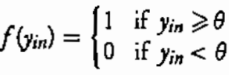 f(y_in) = { 1 if y_in ⩾ θ
0 if y_in < θ